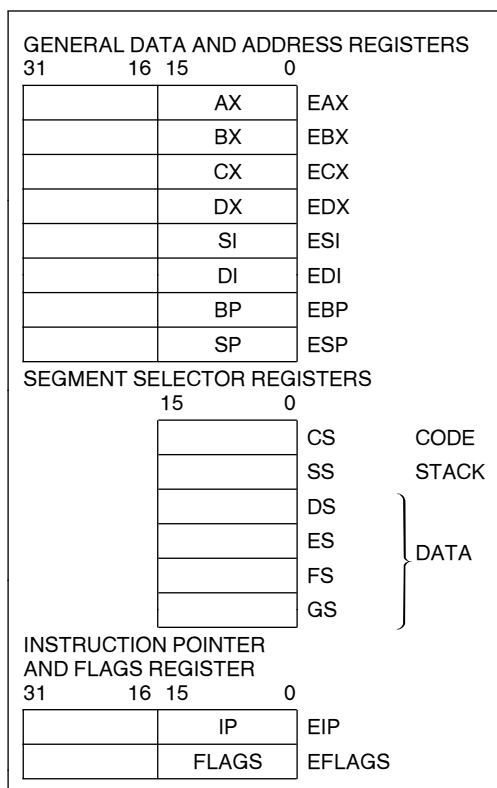 GENERAL DATA AND ADDRESS REGISTERS
31 16 15 0
AX EAX
BX EBX
CX ECX
DX EDX
SI ESI
DI EDI
BP EBP
SP ESP
SEGMENT SELECTOR REGISTERS
15 0
CS CODE
SS STACK
DS
ES
DATA
FS
GS
INSTRUCTION POINTER
AND FLAGS REGISTER
31 16 15 0
IP EIP
FLAGS EFLAGS